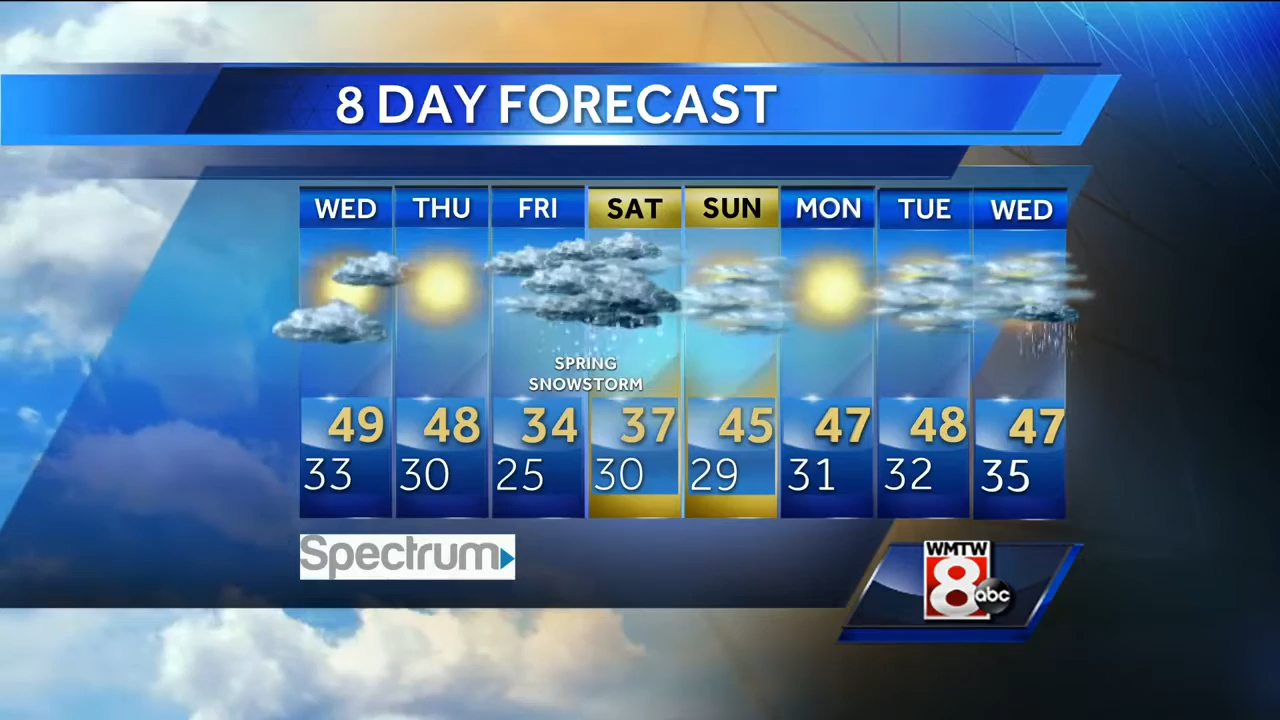 8 DAY FORECAST
WED THU FRI SAT SUN MON TUE WED
SPRING
SNOWSTORM
49 48 34 37 45 47 48 47
33 30 25 30 29 31 32 35
Spectrum
WMTW
8
abc